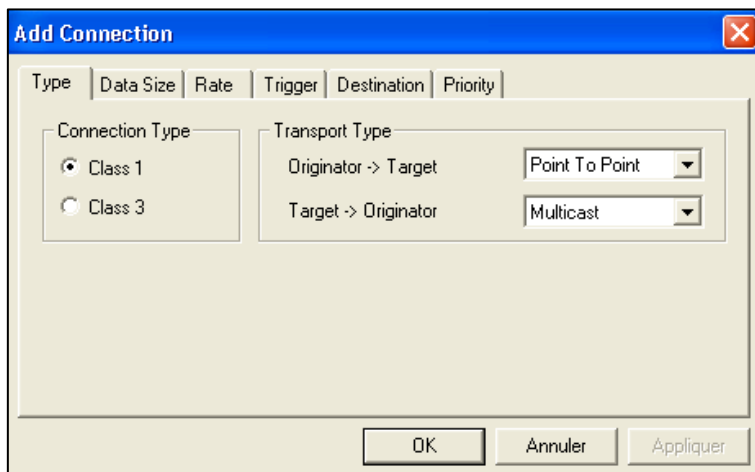 Add Connection
Type Data Size Rate Trigger Destination Priority
Connection Type
Class 1
Class 3
Transport Type
Originator -> Target Point To Point
Target -> Originator Multicast
OK Annuler Appliquer